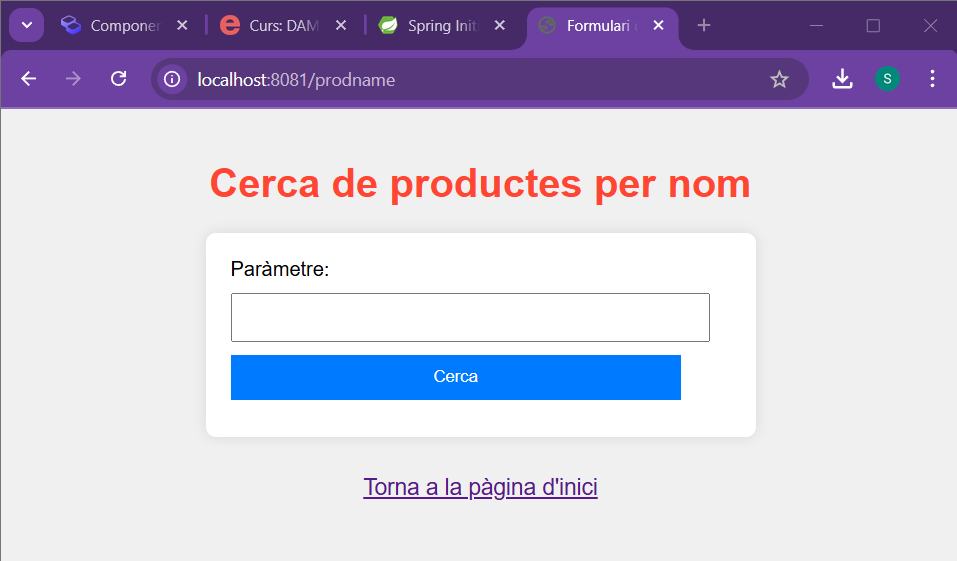 Componen
Curs: DAM
Spring Initi
Formulari d
localhost:8081/prodname
S
Cerca de productes per nom
Paràmetre:
Cerca
Torna a la pàgina d'inici